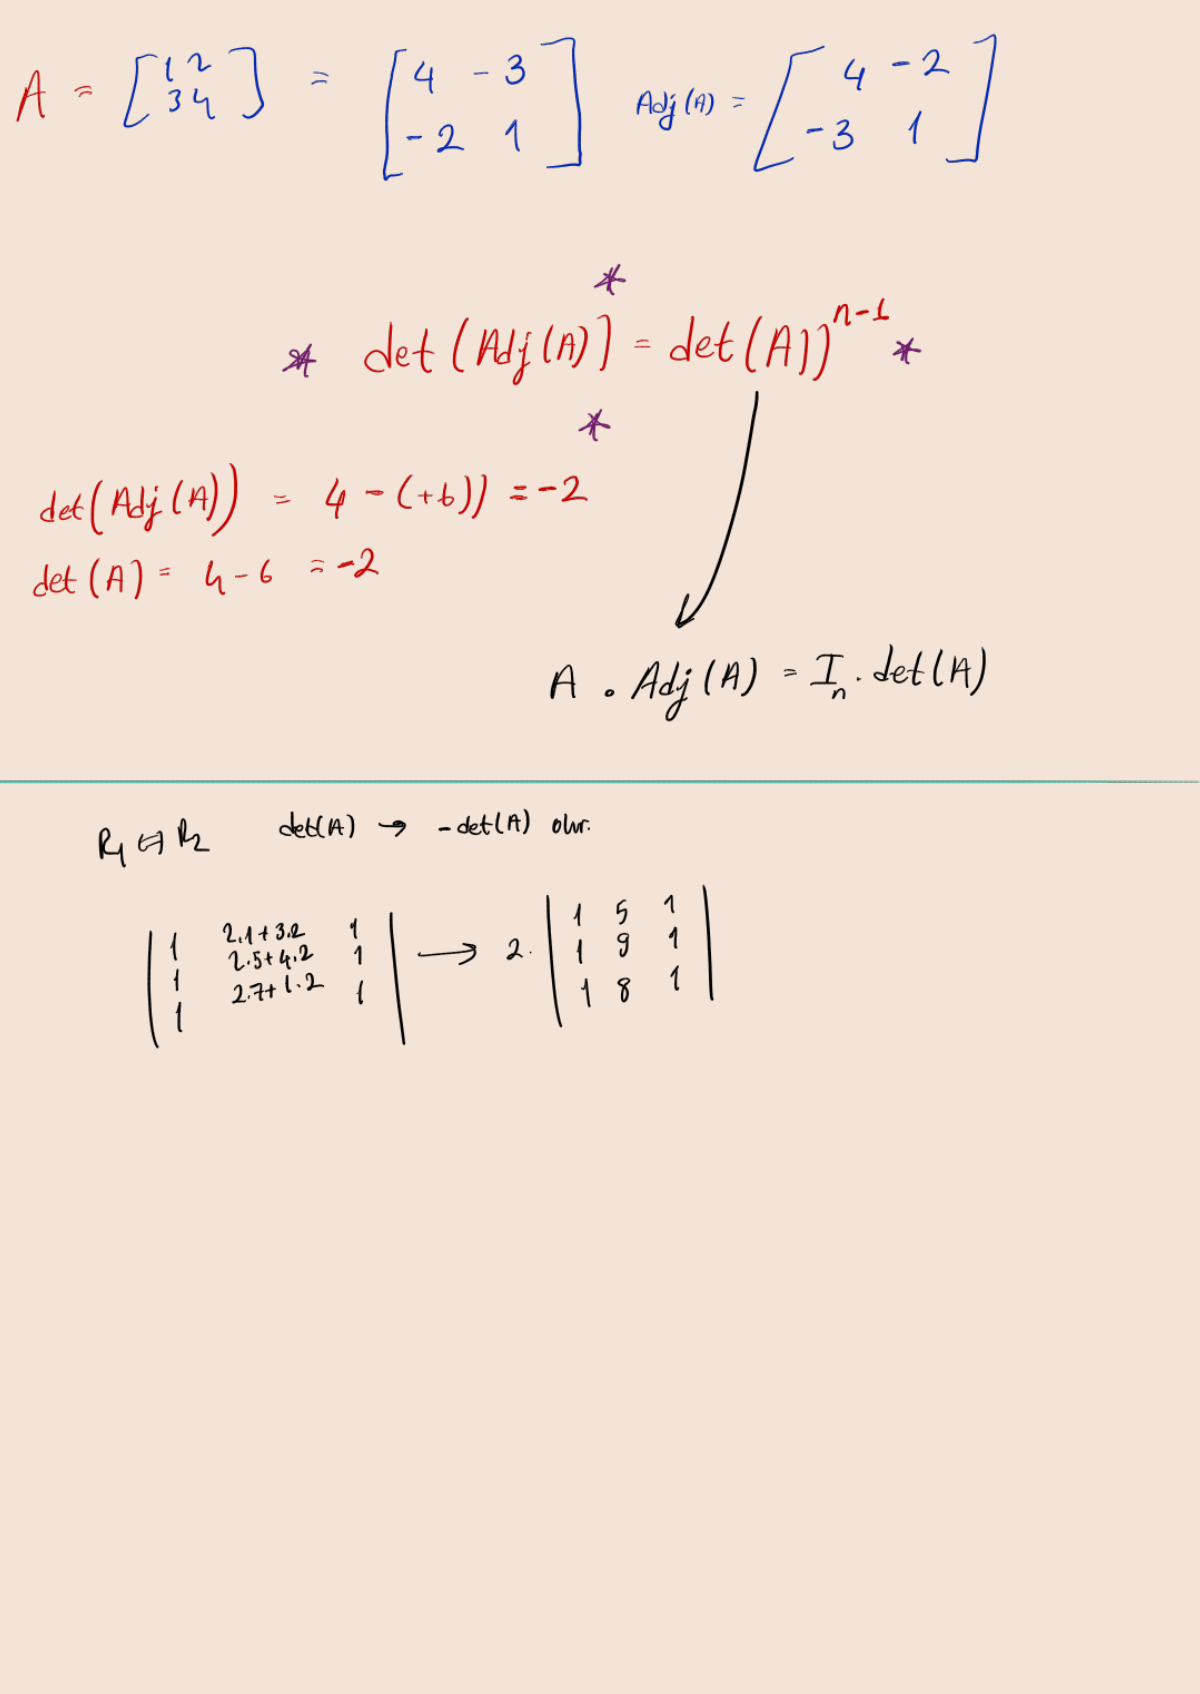 A = [1 2 = [4 -3 Adj(A) = [4 -2
3 4] -2 1] -3 1]
*
* det(Adj(A)) = det(A))^n-1 *
*
det(Adj(A)) = 4 - (+6)) = -2
det(A) = 4 - 6 = -2
A . Adj(A) = I_n . det(A)
R1 ⇔ R2 det(A) → -det(A) olur.
| 1 2.1+3.2 1 | → 2. | 1 5 1 |
| 1 2.5+4.2 1 | | 1 9 1 |
| 1 2.7+1.2 1 | | 1 8 1 |